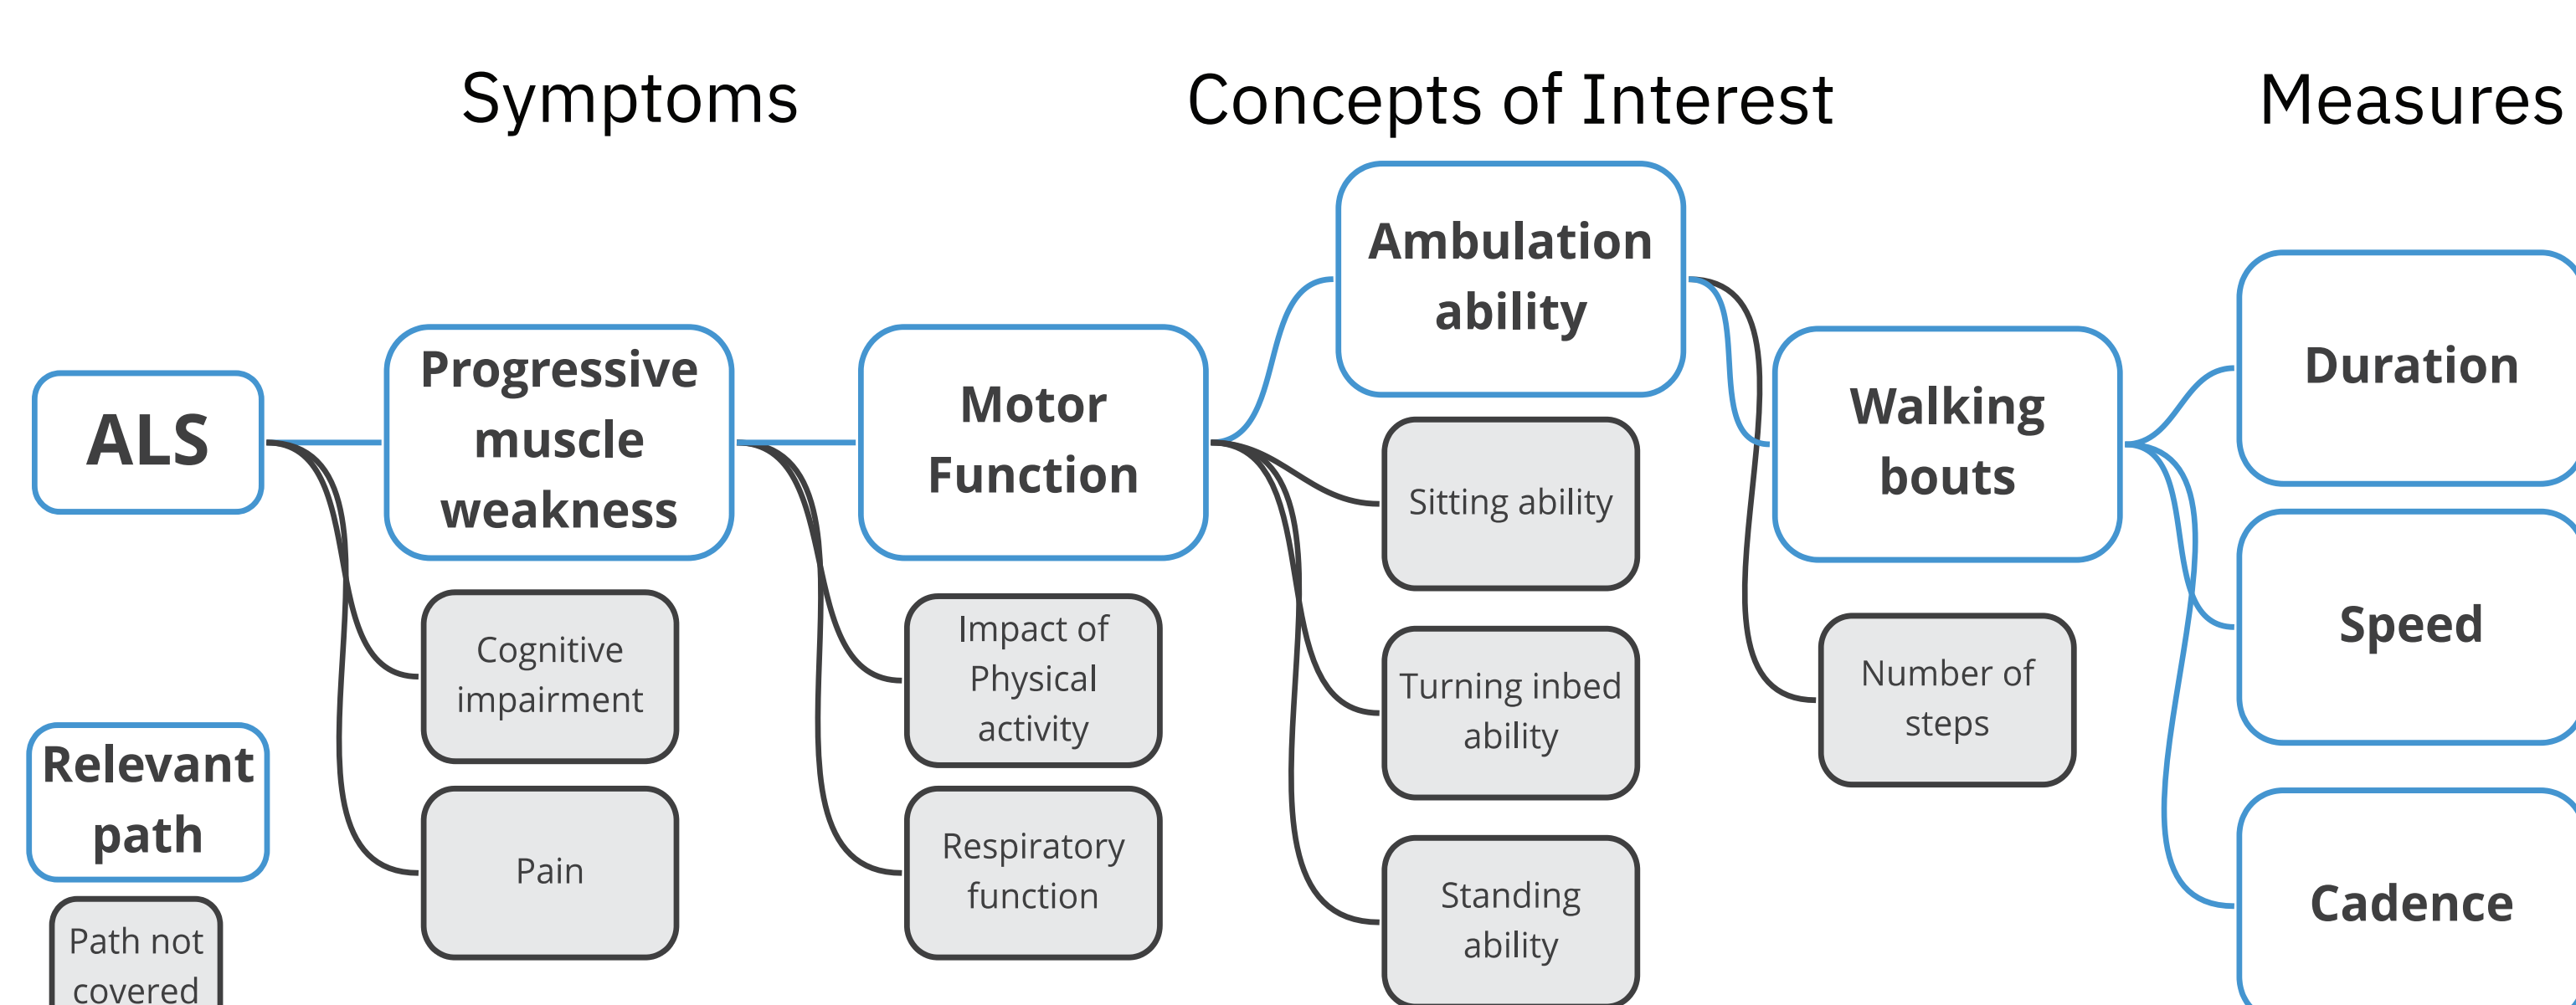 Symptoms
Concepts of Interest
Measures
ALS
Progressive
muscle
weakness
Cognitive
impairment
Pain
Motor
Function
Impact of
Physical
activity
Respiratory
function
Ambulation
ability
Sitting ability
Turning inbed
ability
Standing
ability
Walking
bouts
Number of
steps
Duration
Speed
Cadence
Relevant
path
Path not
covered